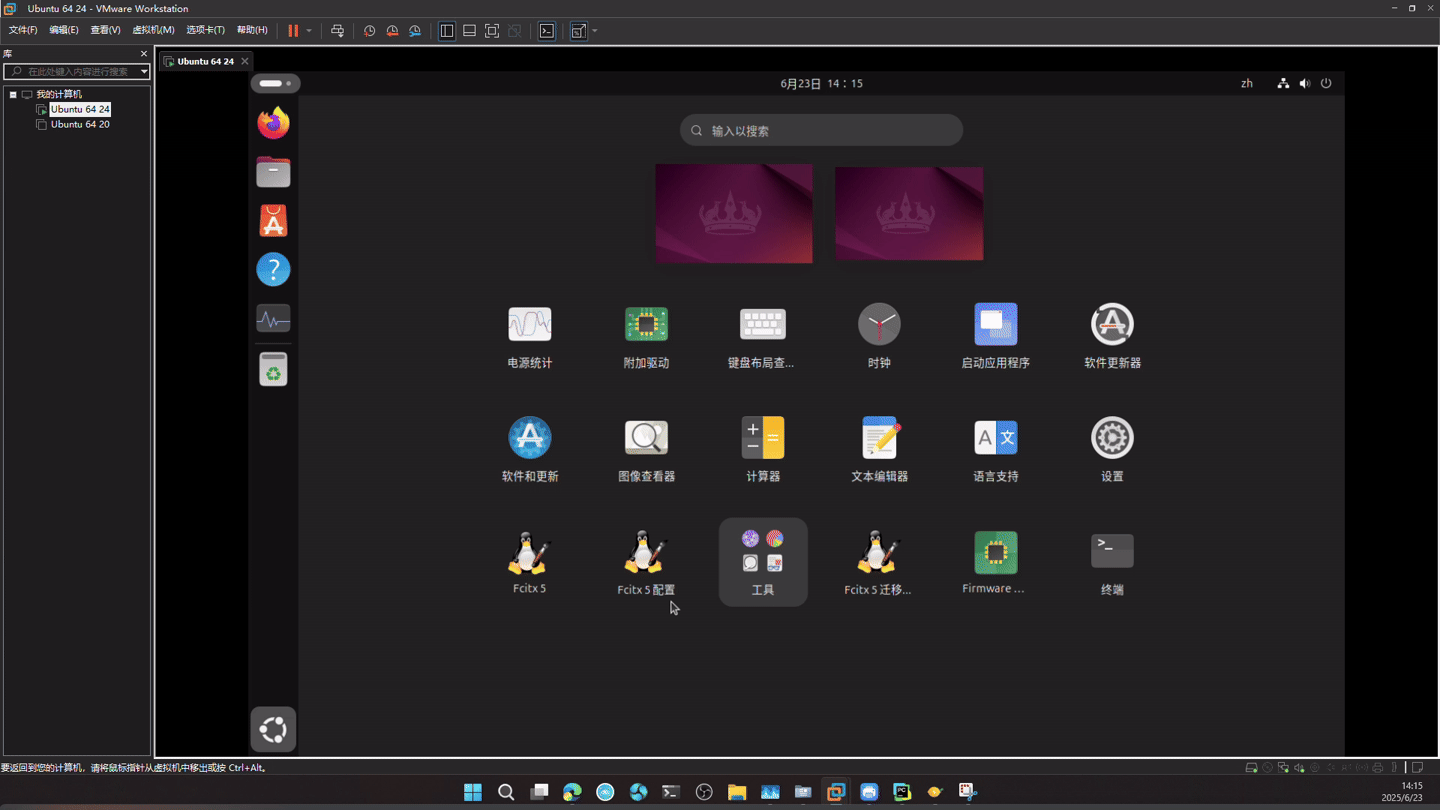 Ubuntu 64 24 - VMware Workstation
文件(F) 编辑(E) 查看(V) 虚拟机(M) 选项卡(T) 帮助(H)
库
在此处键入内容进行搜索
我的计算机
Ubuntu 64 24
Ubuntu 64 20
Ubuntu 64 24
6月23日 14：15
zh
输入以搜索
电源统计 附加驱动 键盘布局查... 时钟 启动应用程序 软件更新器
软件和更新 图像查看器 计算器 文本编辑器 语言支持 设置
Fcitx 5 Fcitx 5 配置 工具 Fcitx 5 迁移... Firmware ... 终端
要返回到您的计算机，请将鼠标指针从虚拟机中移出或按 Ctrl+Alt。
14:15
2025/6/23